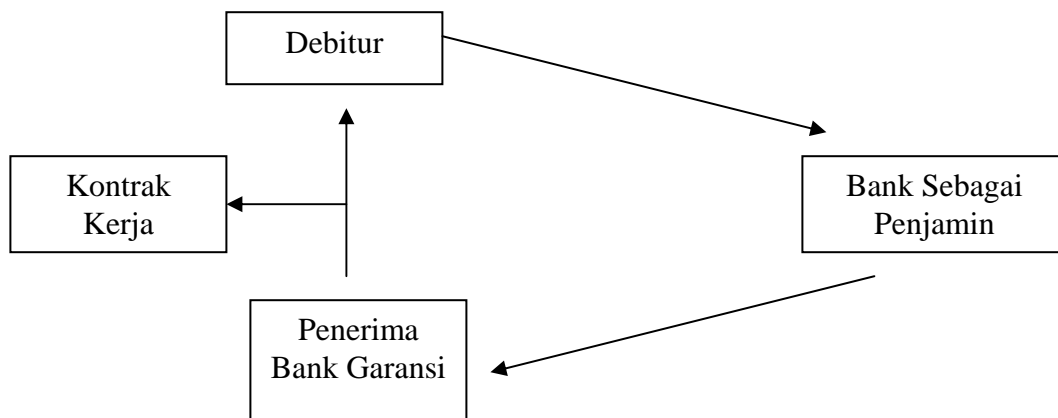 Debitur
Kontrak
Kerja
Bank Sebagai
Penjamin
Penerima
Bank Garansi